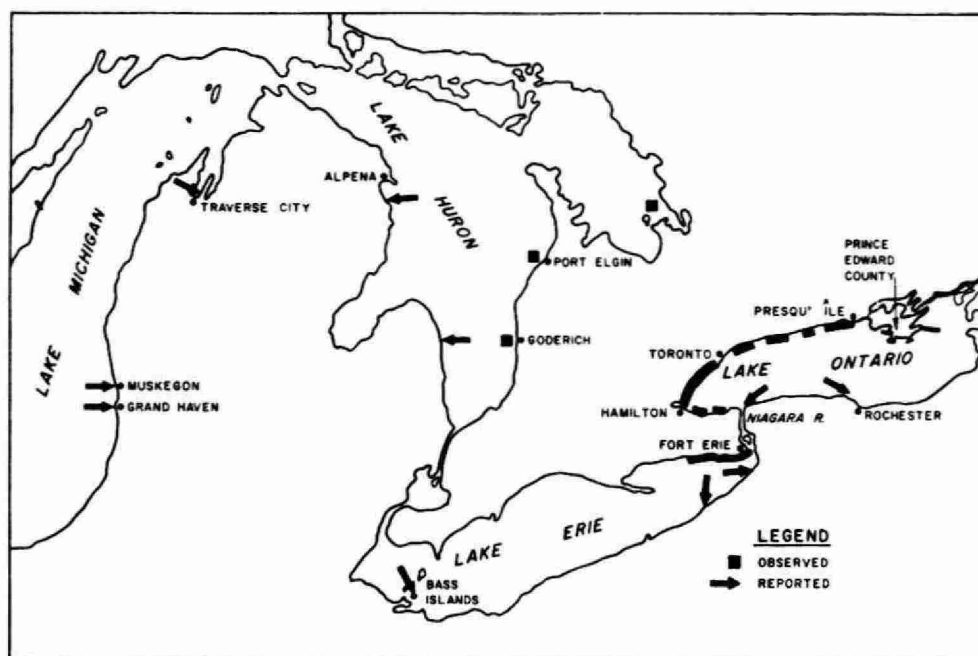 LAKE
HURON
ALPENA
TRAVERSE CITY
LAKE
MICHIGAN
PORT ELGIN
PRINCE
EDWARD
COUNTY
PRESQU' ÎLE
GODERICH
TORONTO
LAKE ONTARIO
MUSKEGON
GRAND HAVEN
HAMILTON
NIAGARA R.
ROCHESTER
FORT ERIE
LAKE ERIE
BASS
ISLANDS
LEGEND
OBSERVED
REPORTED